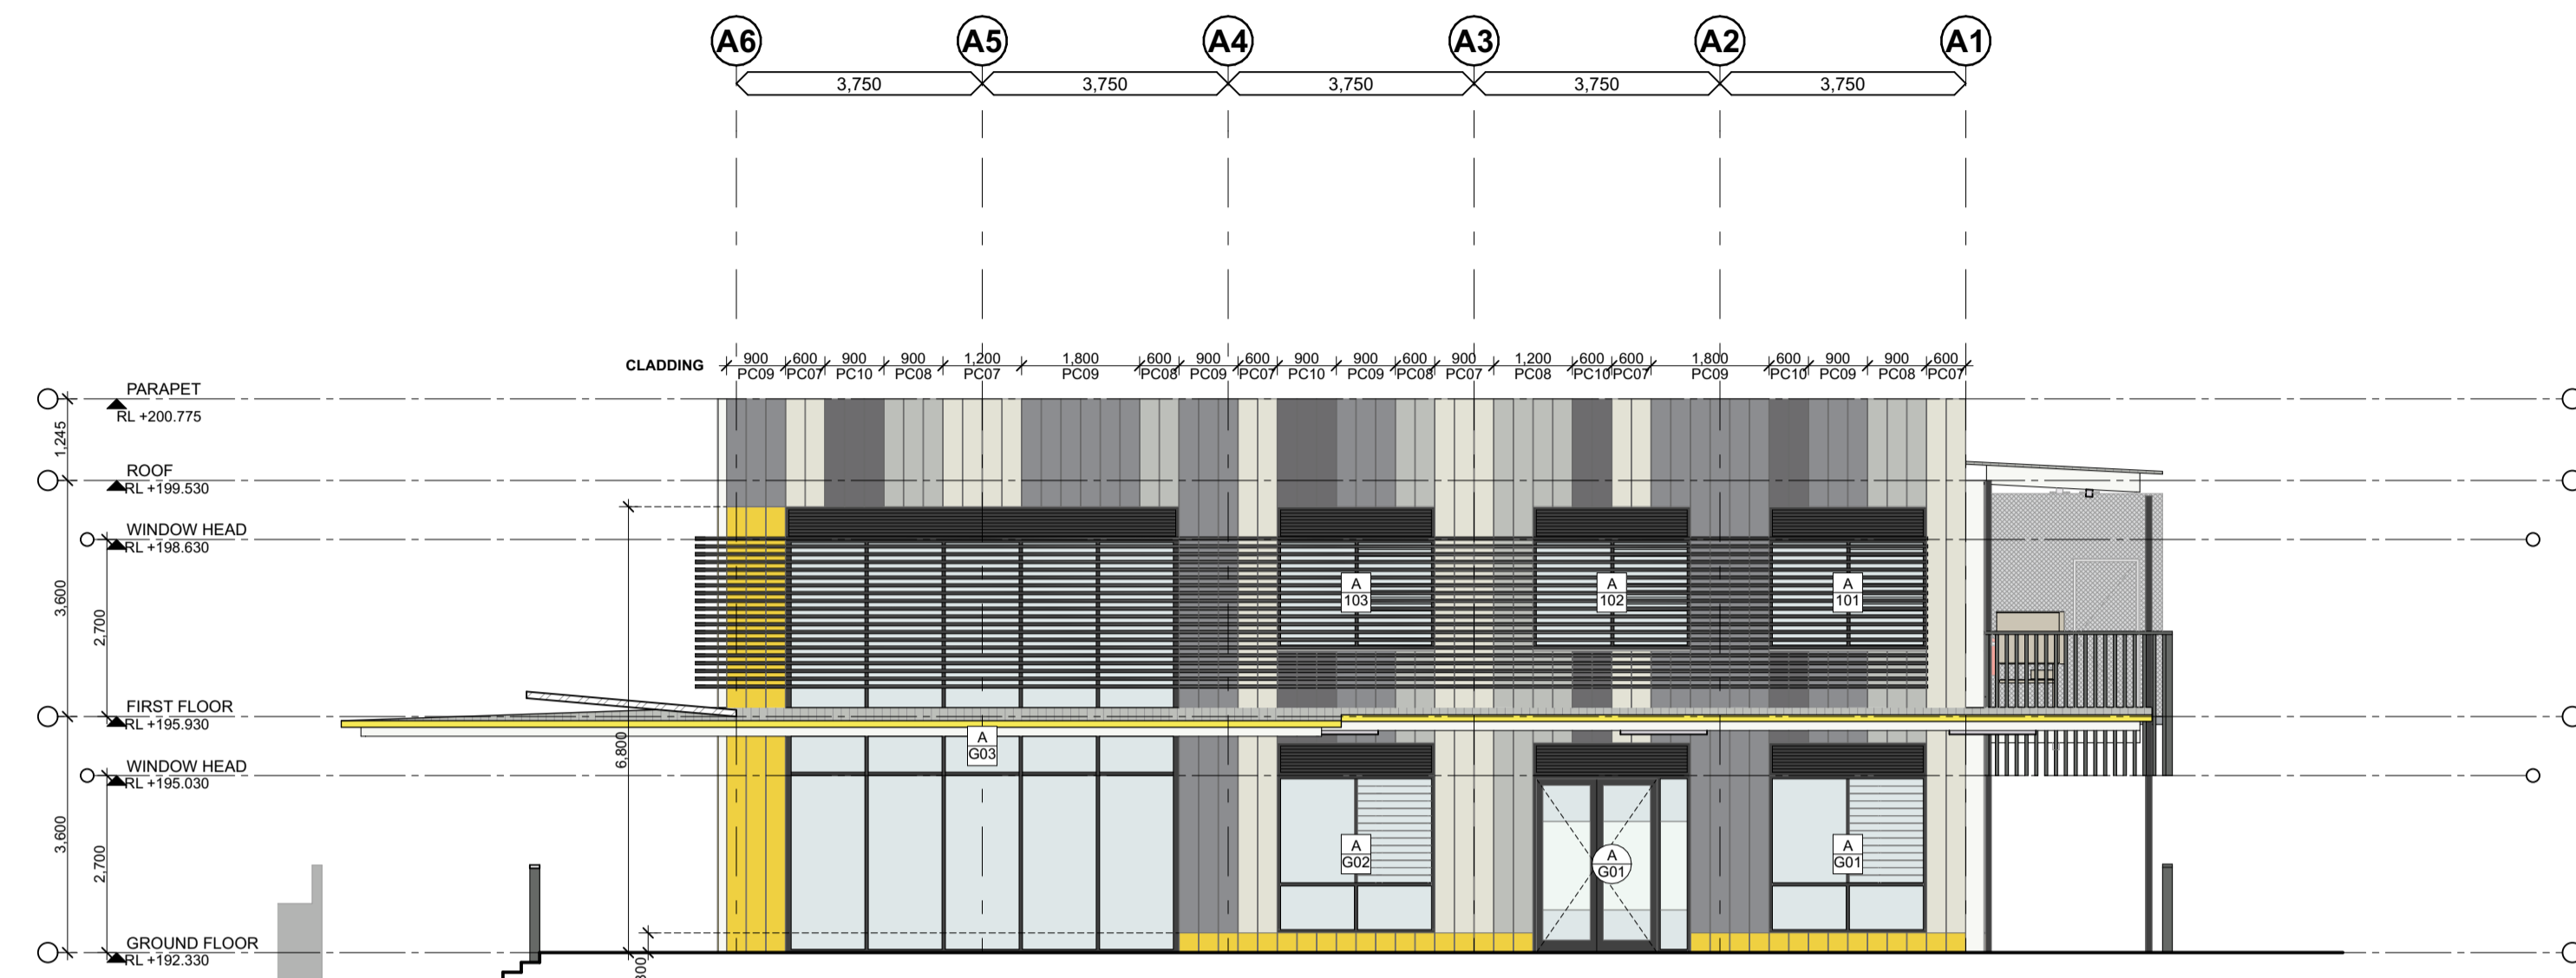 A6 A5 A4 A3 A2 A1
3,750 3,750 3,750 3,750 3,750
CLADDING
900 600 900 900 1,200 1,800 600 900 600 900 900 600 900 1,200 600 600 1,800 600 900 900 600
PC09 PC07 PC10 PC08 PC07 PC09 PC08 PC09 PC07 PC10 PC09 PC08 PC07 PC08 PC10 PC07 PC09 PC10 PC09 PC08 PC07
PARAPET
RL +200.775
1,245
ROOF
RL +199.530
WINDOW HEAD
RL +198.630
3,600
2,700
A
103
A
102
A
101
FIRST FLOOR
RL +195.930
6,800
A
G03
WINDOW HEAD
RL +195.030
3,600
2,700
A
G02
A
G01
A
G01
GROUND FLOOR
RL +192.330